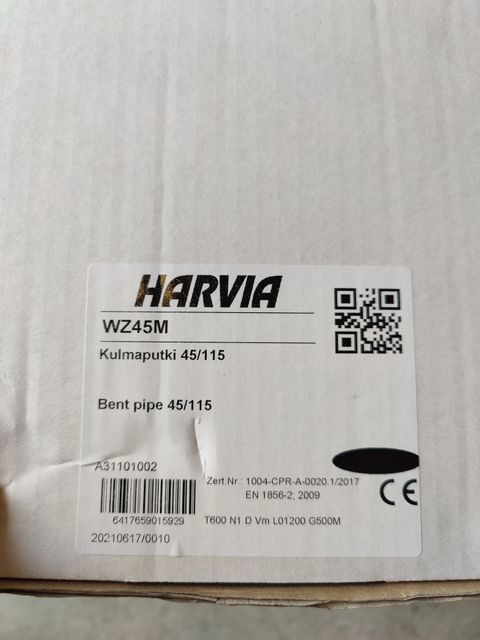 HARVIA
WZ45M
Kulmaputki 45/115
Bent pipe 45/115
A31101002
Zert.Nr.: 1004-CPR-A-0020.1/2017
EN 1856-2; 2009
CE
6417659015929
T600 N1 D Vm L01200 G500M
20210617/0010